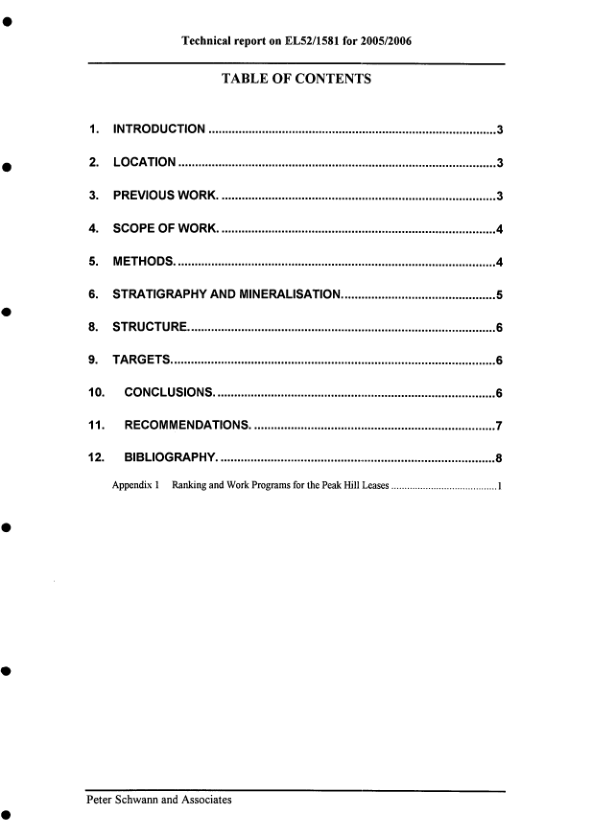 Technical report on EL52/1581 for 2005/2006
TABLE OF CONTENTS
1. INTRODUCTION ....................................................................................3
2. LOCATION .............................................................................................3
3. PREVIOUS WORK. ................................................................................3
4. SCOPE OF WORK. ................................................................................4
5. METHODS. .............................................................................................4
6. STRATIGRAPHY AND MINERALISATION. ............................................5
8. STRUCTURE. .........................................................................................6
9. TARGETS. ..............................................................................................6
10. CONCLUSIONS. ..................................................................................6
11. RECOMMENDATIONS. .......................................................................7
12. BIBLIOGRAPHY. .................................................................................8
Appendix 1 Ranking and Work Programs for the Peak Hill Leases ........................................1
Peter Schwann and Associates